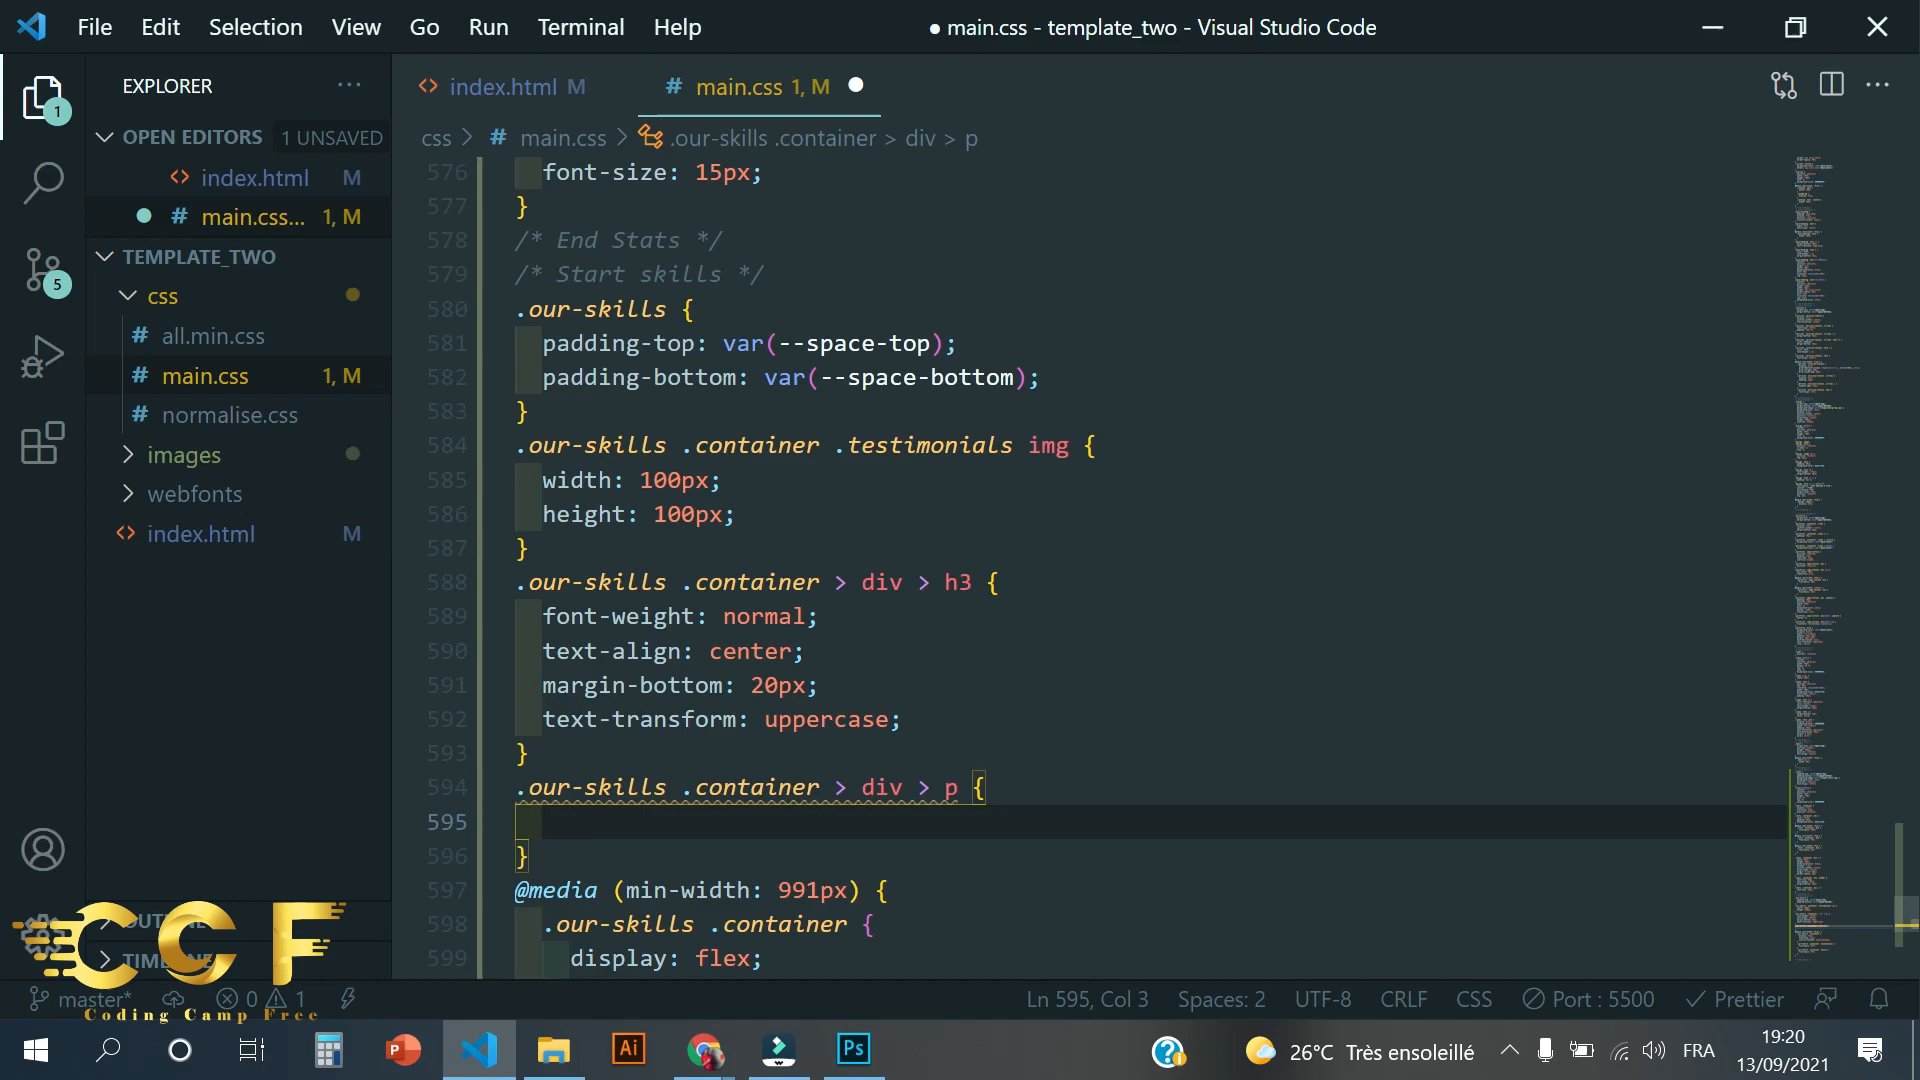 File Edit Selection View Go Run Terminal Help
● main.css - template_two - Visual Studio Code
EXPLORER
OPEN EDITORS 1 UNSAVED
index.html M
main.css... 1, M
TEMPLATE_TWO
css
all.min.css
main.css 1, M
normalise.css
images
webfonts
index.html M
TIMELINE
1
5
index.html M
main.css 1, M
css > # main.css > .our-skills .container > div > p
576 font-size: 15px;
577 }
578 /* End Stats */
579 /* Start skills */
580 .our-skills {
581 padding-top: var(--space-top);
582 padding-bottom: var(--space-bottom);
583 }
584 .our-skills .container .testimonials img {
585 width: 100px;
586 height: 100px;
587 }
588 .our-skills .container > div > h3 {
589 font-weight: normal;
590 text-align: center;
591 margin-bottom: 20px;
592 text-transform: uppercase;
593 }
594 .our-skills .container > div > p {
595
596 }
597 @media (min-width: 991px) {
598 .our-skills .container {
599 display: flex;
CCF
Coding Camp Free
master* 0 1
Ln 595, Col 3 Spaces: 2 UTF-8 CRLF CSS Port : 5500 Prettier
P Ai Ps
26°C Très ensoleillé FRA
19:20
13/09/2021